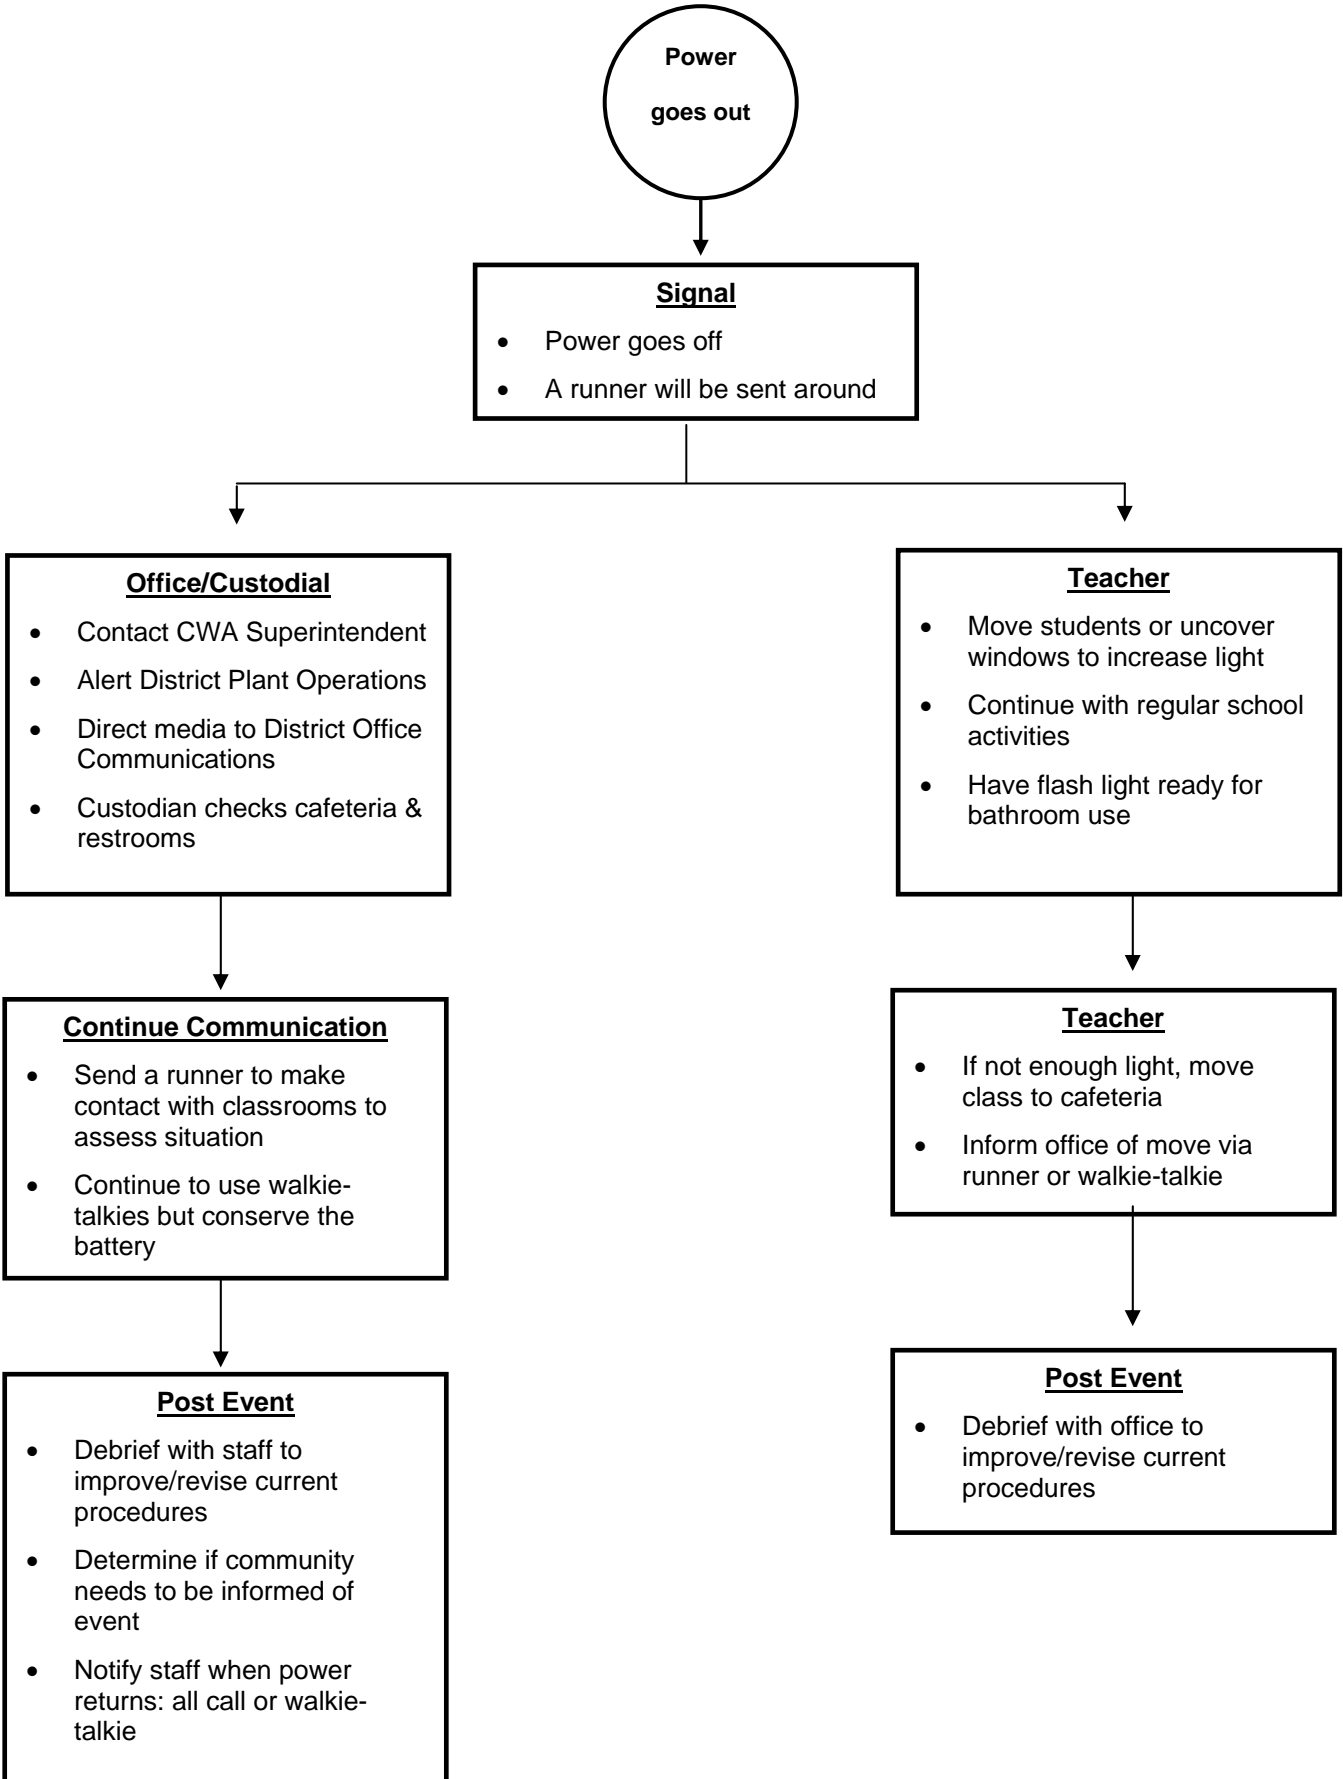 Power
goes out
Signal
• Power goes off
• A runner will be sent around
Office/Custodial
• Contact CWA Superintendent
• Alert District Plant Operations
• Direct media to District Office
Communications
• Custodian checks cafeteria &
restrooms
Teacher
• Move students or uncover
windows to increase light
• Continue with regular school
activities
• Have flash light ready for
bathroom use
Continue Communication
• Send a runner to make
contact with classrooms to
assess situation
• Continue to use walkie-
talkies but conserve the
battery
Teacher
• If not enough light, move
class to cafeteria
• Inform office of move via
runner or walkie-talkie
Post Event
• Debrief with staff to
improve/revise current
procedures
• Determine if community
needs to be informed of
event
• Notify staff when power
returns: all call or walkie-
talkie
Post Event
• Debrief with office to
improve/revise current
procedures